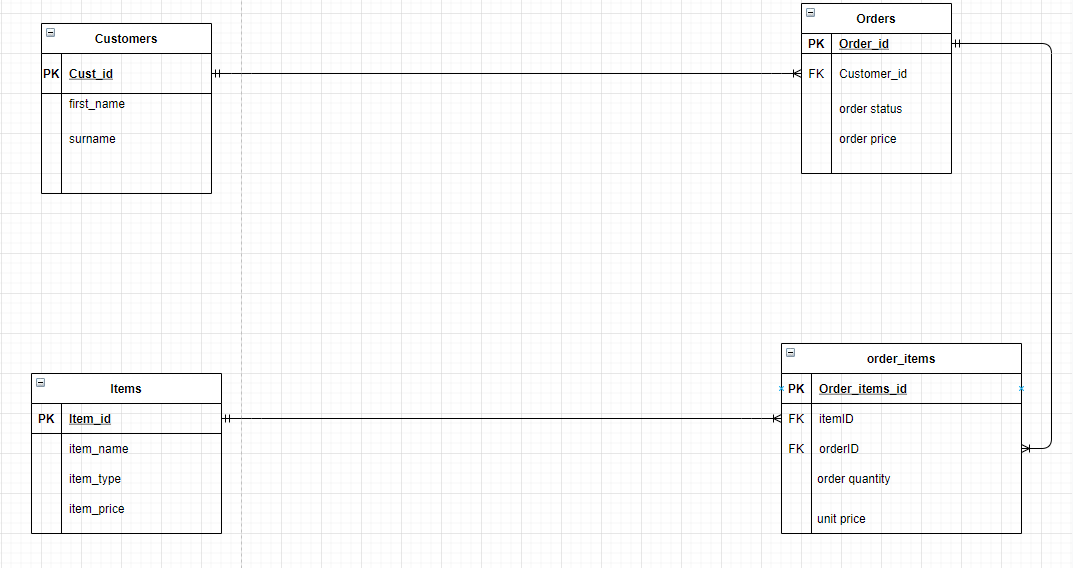 Customers
PK Cust_id
first_name
surname
Orders
PK Order_id
FK Customer_id
order status
order price
Items
PK Item_id
item_name
item_type
item_price
order_items
PK Order_items_id
FK itemID
FK orderID
order quantity
unit price